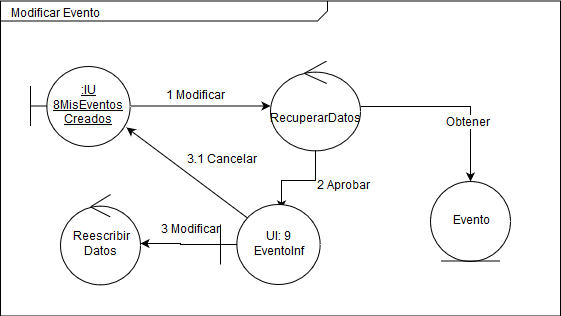 Modificar Evento
:IU
8MisEventos
Creados
1 Modificar
RecuperarDatos
Obtener
3.1 Cancelar
2 Aprobar
Evento
Reescribir
Datos
3 Modificar
UI: 9
EventoInf